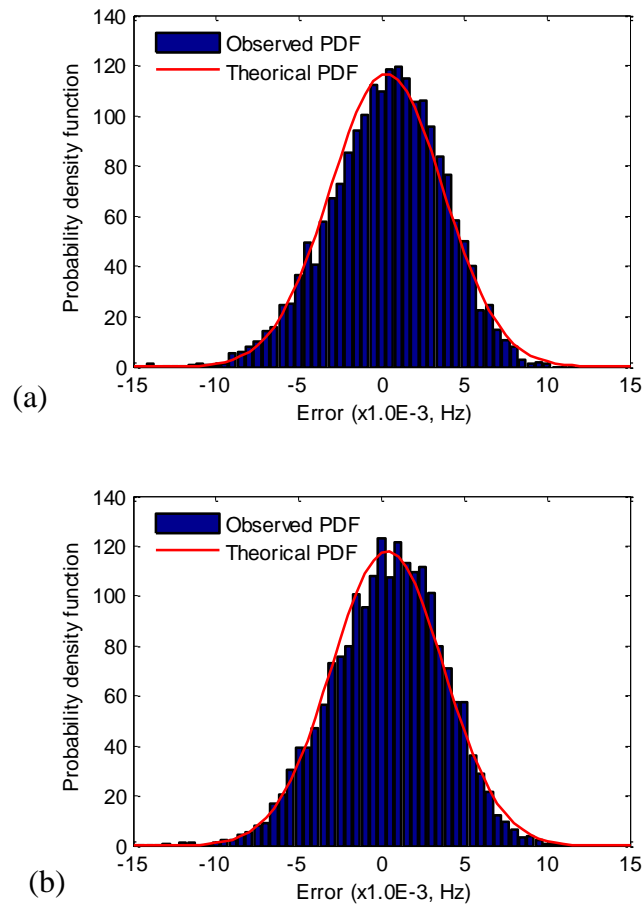 140
120
100
80
60
40
20
0
Probability density function
Observed PDF
Theorical PDF
-15 -10 -5 0 5 10 15
Error (x1.0E-3, Hz)
(a)
140
120
100
80
60
40
20
0
Probability density function
Observed PDF
Theorical PDF
-15 -10 -5 0 5 10 15
Error (x1.0E-3, Hz)
(b)